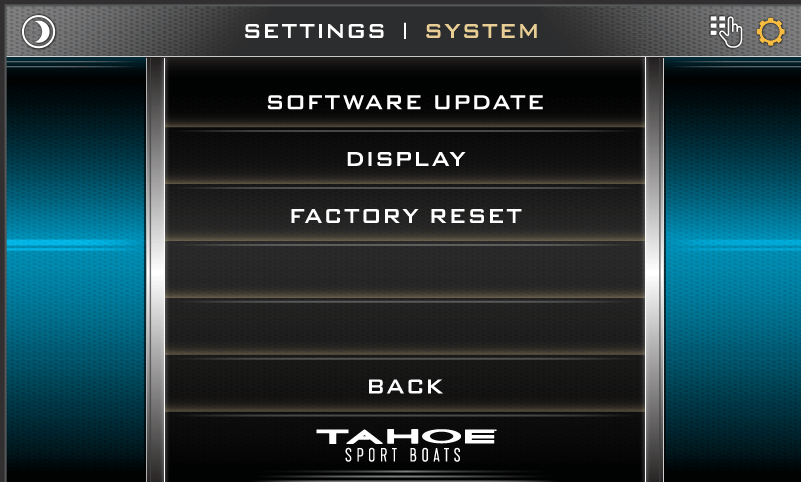 SETTINGS | SYSTEM
SOFTWARE UPDATE
DISPLAY
FACTORY RESET
BACK
TAHOE
SPORT BOATS